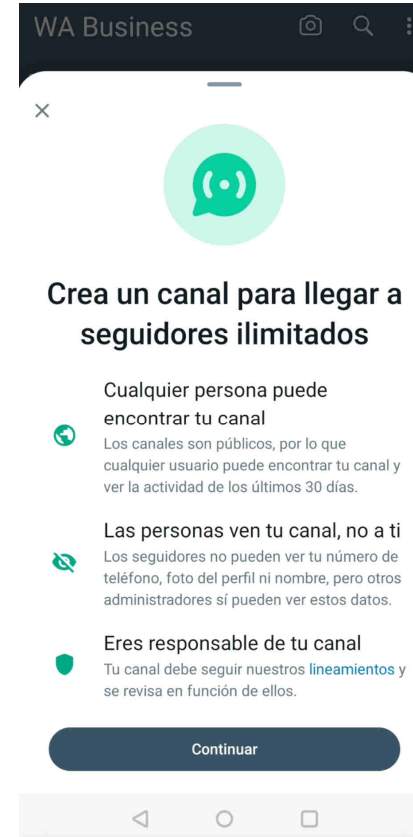 WA Business
Crea un canal para llegar a
seguidores ilimitados
Cualquier persona puede
encontrar tu canal
Los canales son públicos, por lo que
cualquier usuario puede encontrar tu canal y
ver la actividad de los últimos 30 días.
Las personas ven tu canal, no a ti
Los seguidores no pueden ver tu número de
teléfono, foto del perfil ni nombre, pero otros
administradores sí pueden ver estos datos.
Eres responsable de tu canal
Tu canal debe seguir nuestros lineamientos y
se revisa en función de ellos.
Continuar